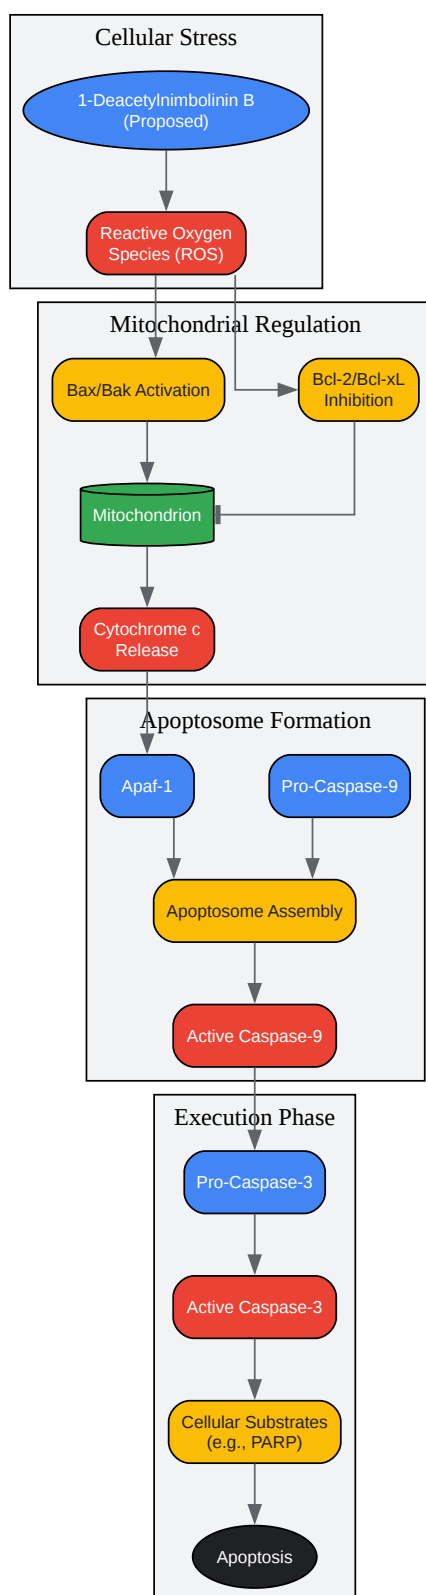 Cellular Stress
1-Deacetylnimbolinin B
(Proposed)
Reactive Oxygen
Species (ROS)
Mitochondrial Regulation
Bax/Bak Activation
Bcl-2/Bcl-xL
Inhibition
Mitochondrion
Cytochrome c
Release
Apoptosome Formation
Apaf-1
Pro-Caspase-9
Apoptosome Assembly
Active Caspase-9
Execution Phase
Pro-Caspase-3
Active Caspase-3
Cellular Substrates
(e.g., PARP)
Apoptosis